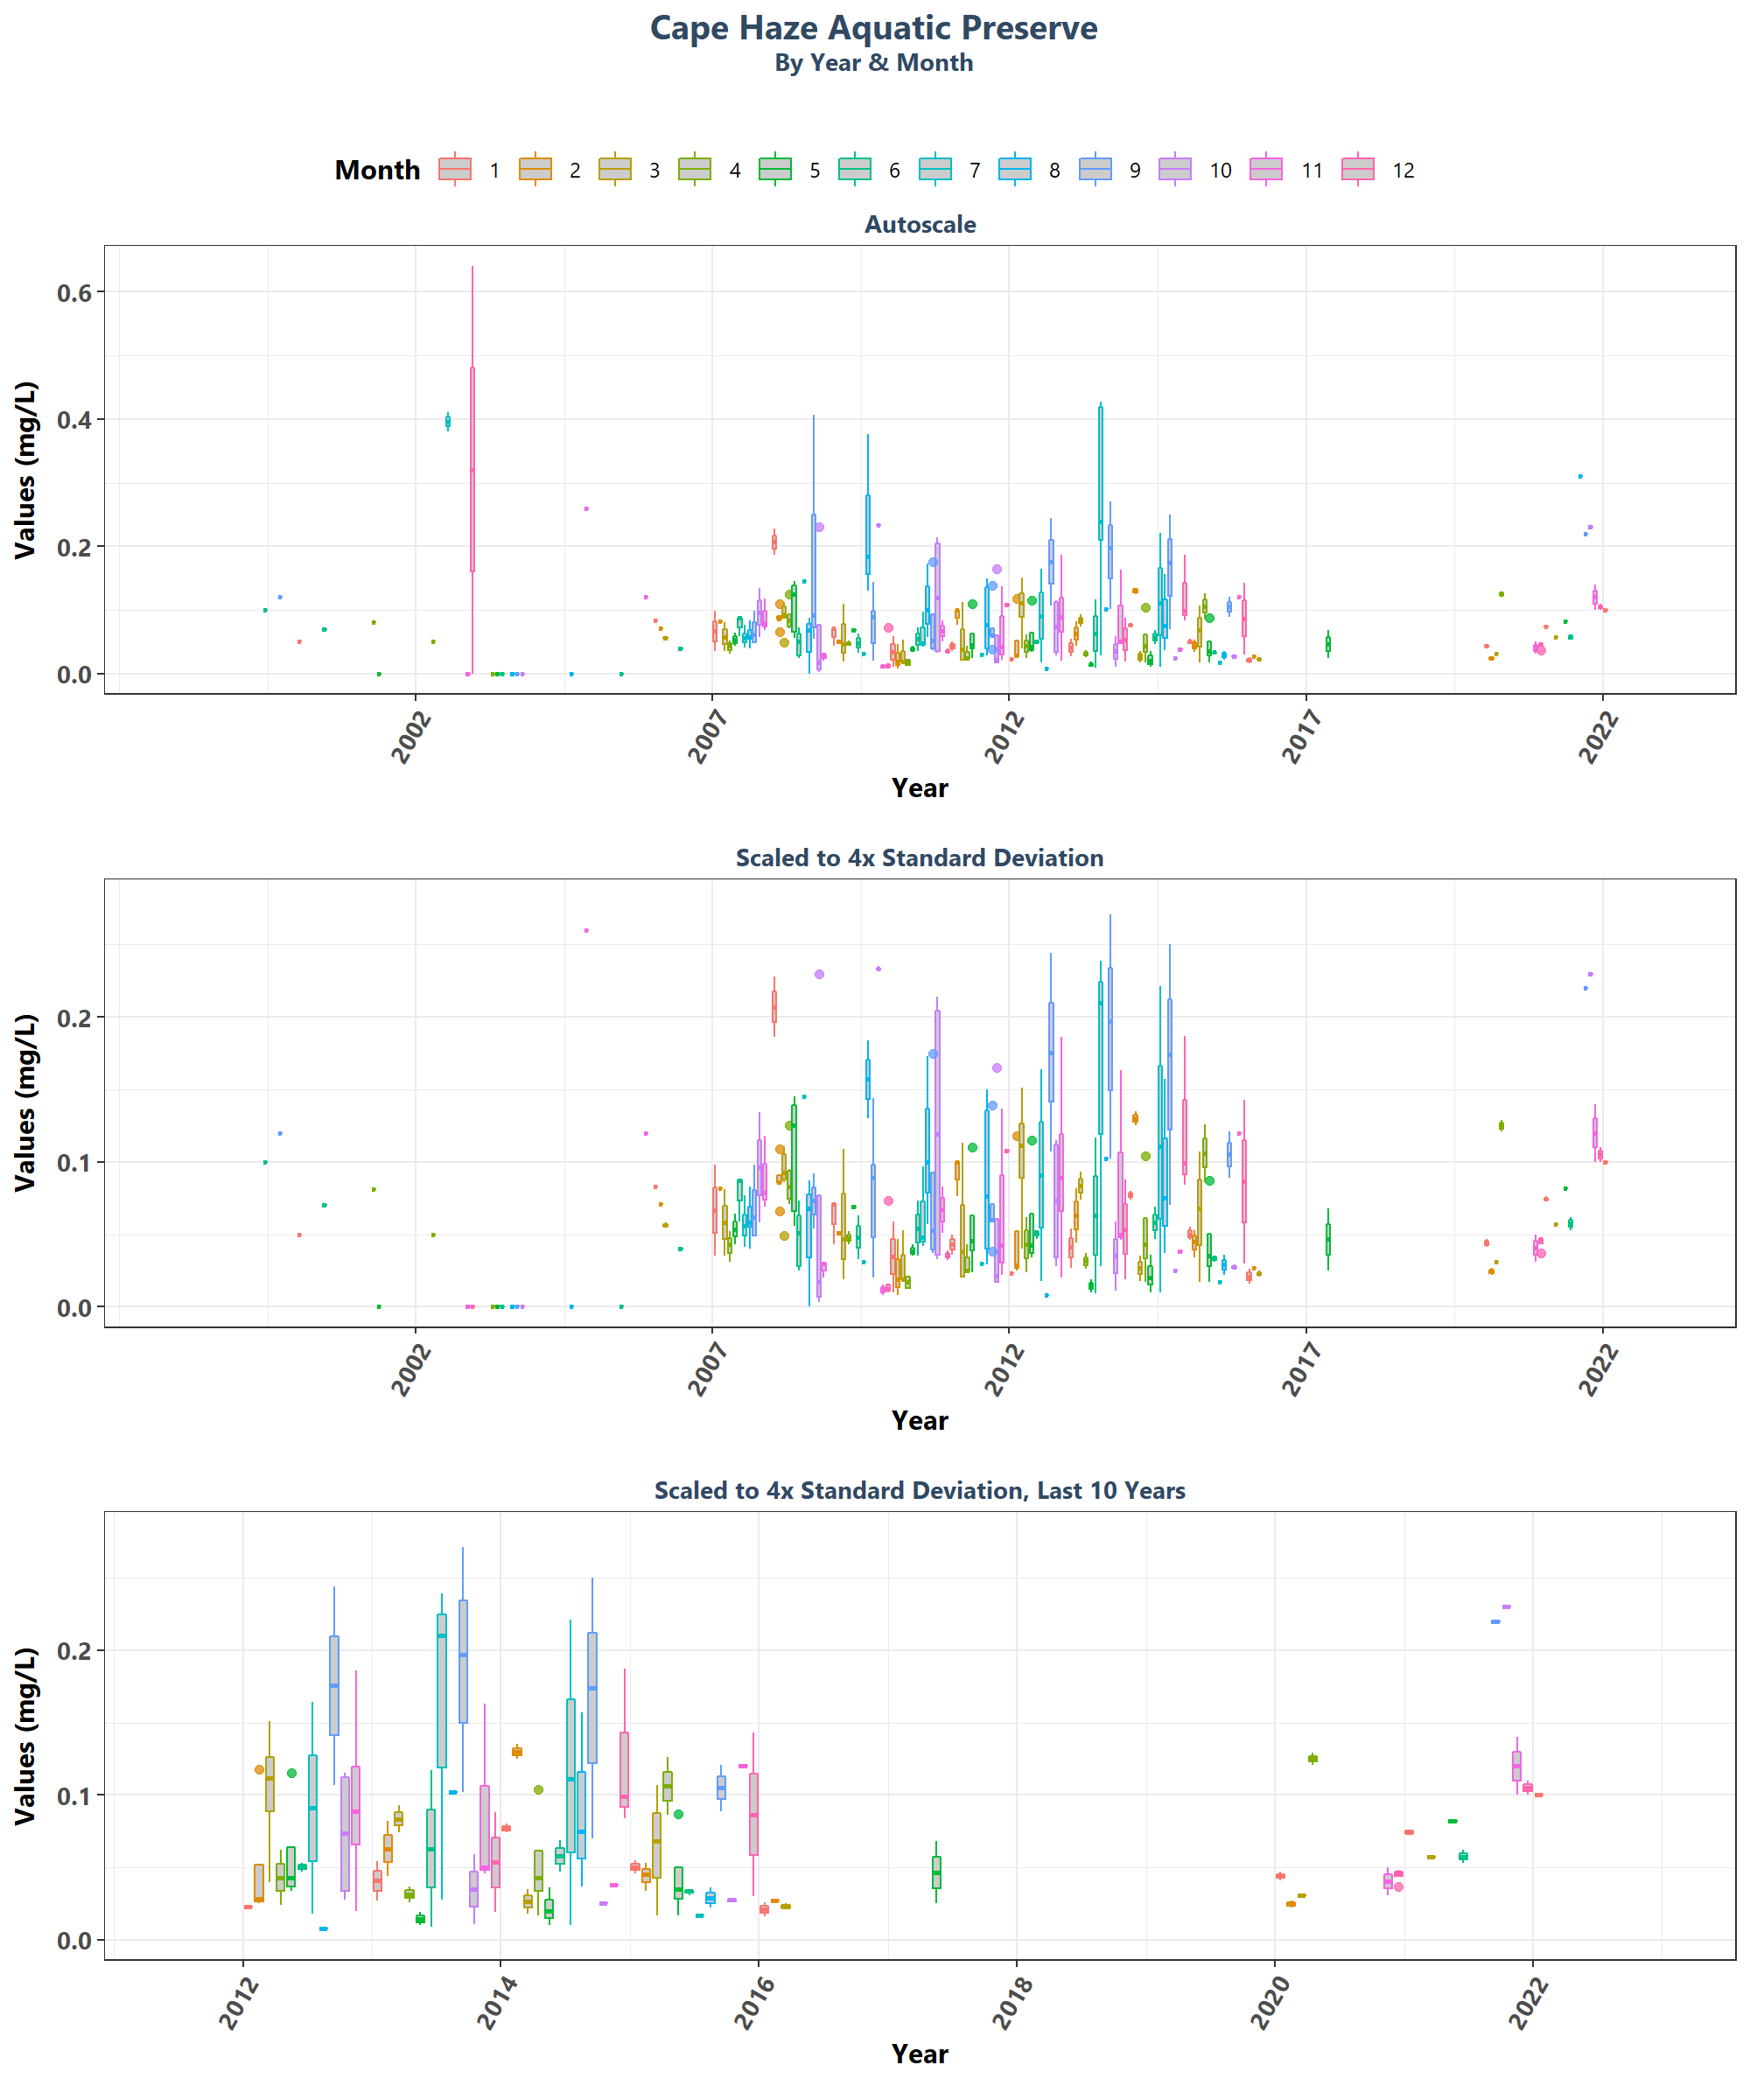 Cape Haze Aquatic Preserve
By Year & Month
Month 1 2 3 4 5 6 7 8 9 10 11 12
Autoscale
Values (mg/L)
0.6
0.4
0.2
0.0
2002 2007 2012 2017 2022
Year
Scaled to 4x Standard Deviation
Values (mg/L)
0.2
0.1
0.0
2002 2007 2012 2017 2022
Year
Scaled to 4x Standard Deviation, Last 10 Years
Values (mg/L)
0.2
0.1
0.0
2012 2014 2016 2018 2020 2022
Year